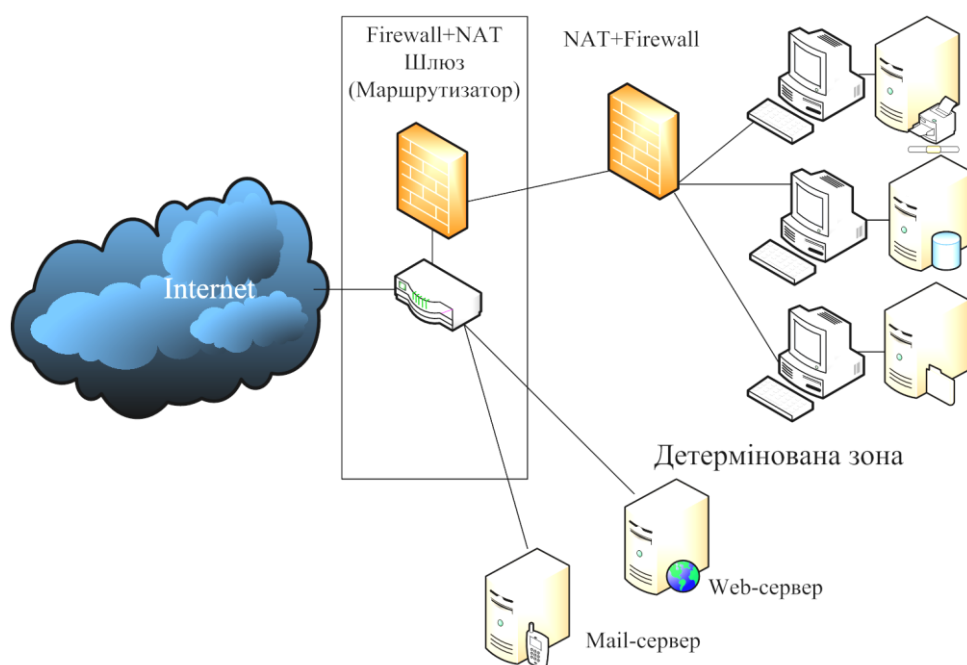 Firewall+NAT
Шлюз
(Маршрутизатор)
NAT+Firewall
Internet
Детермінована зона
Web-сервер
Mail-сервер